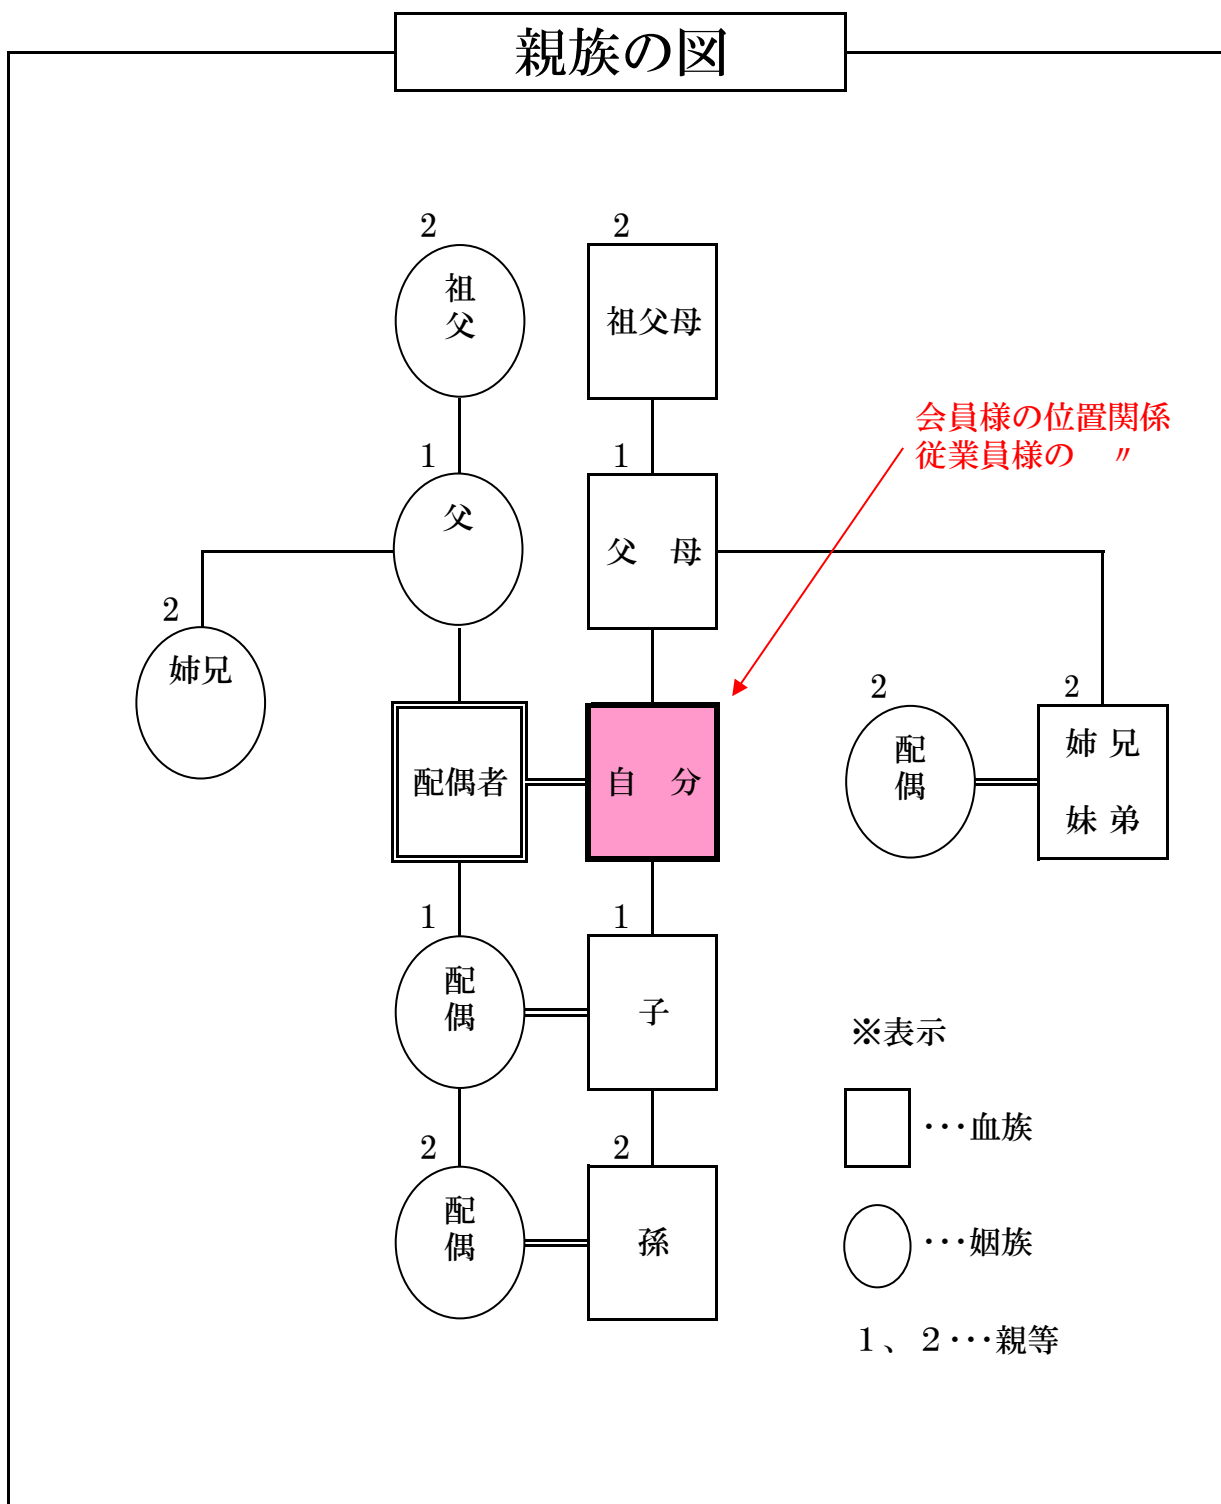 親族の図
2
2
祖
父
祖父母
会員様の位置関係
従業員様の　〃
1
1
父
父　母
2
姉兄
2
2
配偶者
自　分
配
偶
姉 兄
妹 弟
1
1
配
偶
子
※表示
･･･血族
2
2
配
偶
孫
･･･姻族
１、２･･･親等